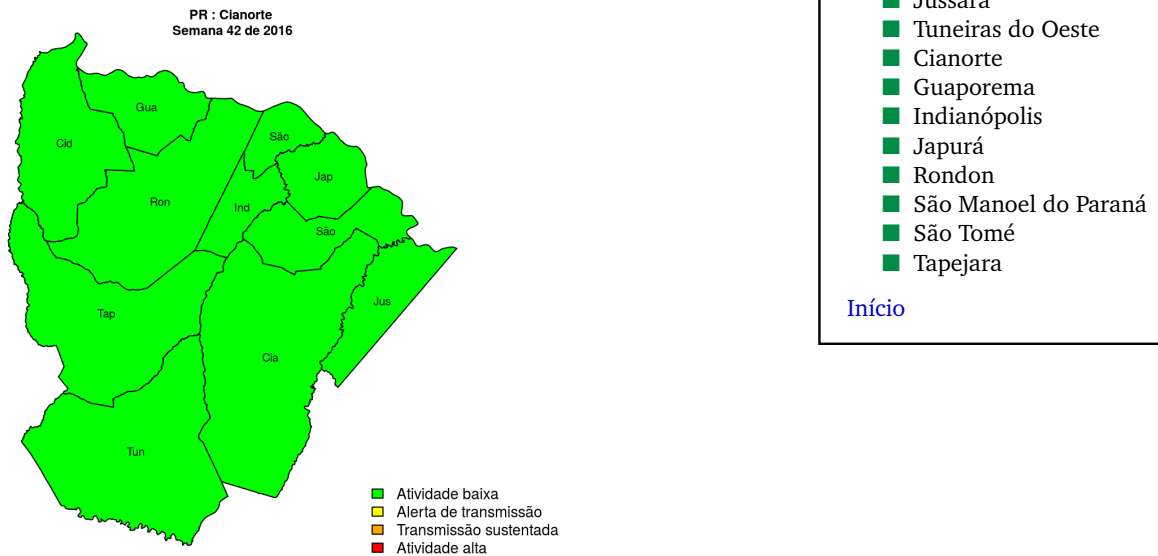 PR : Cianorte
Semana 42 de 2016
Gua
Cid
São
Jap
Ron
Ind
São
Tap
Jus
Cia
Tun
Atividade baixa
Alerta de transmissão
Transmissão sustentada
Atividade alta
Jussara
Tuneiras do Oeste
Cianorte
Guaporema
Indianópolis
Japurá
Rondon
São Manoel do Paraná
São Tomé
Tapejara
Início